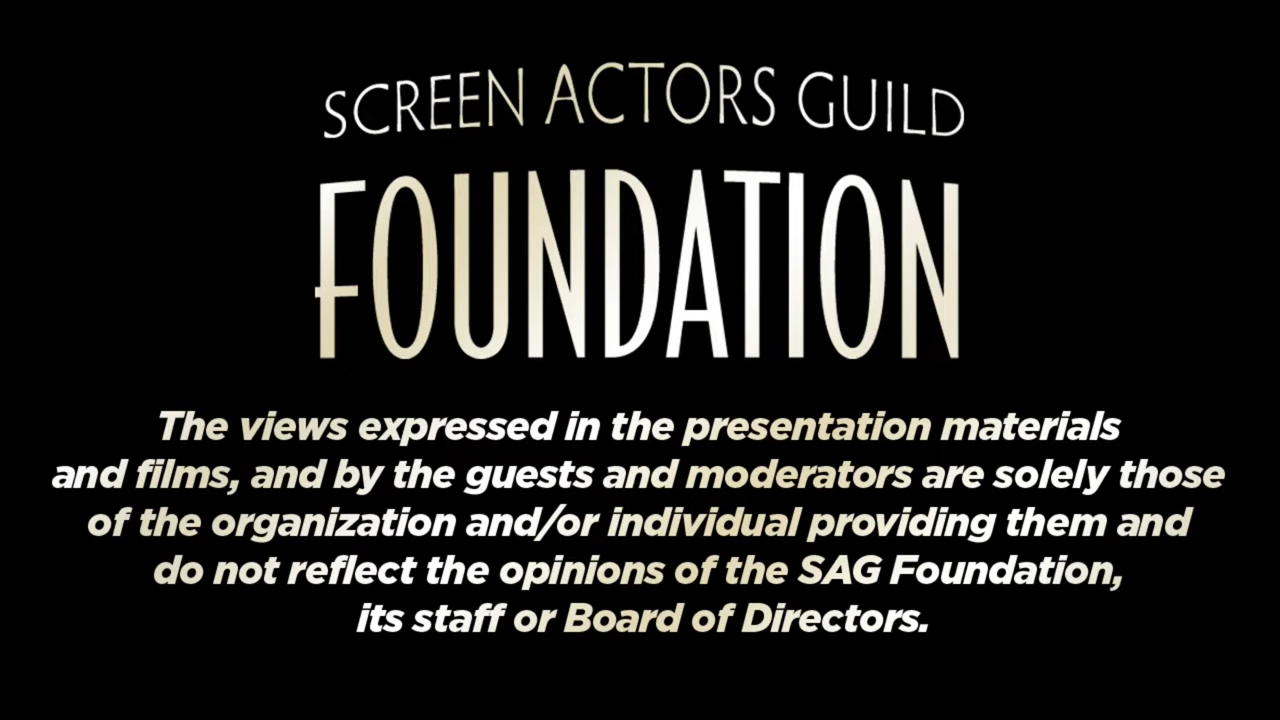 SCREEN ACTORS GUILD
FOUNDATION
The views expressed in the presentation materials
and films, and by the guests and moderators are solely those
of the organization and/or individual providing them and
do not reflect the opinions of the SAG Foundation,
its staff or Board of Directors.